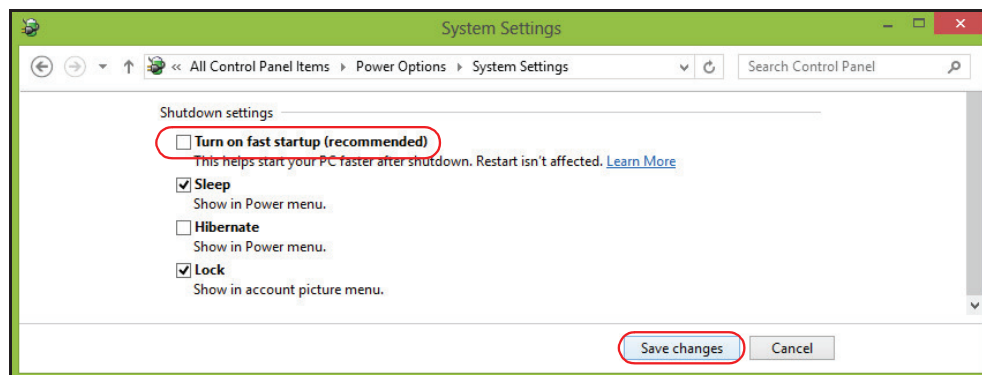 System Settings
« All Control Panel Items Power Options System Settings Search Control Panel
Shutdown settings
Turn on fast startup (recommended)
This helps start your PC faster after shutdown. Restart isn't affected. Learn More
Sleep
Show in Power menu.
Hibernate
Show in Power menu.
Lock
Show in account picture menu.
Save changes Cancel